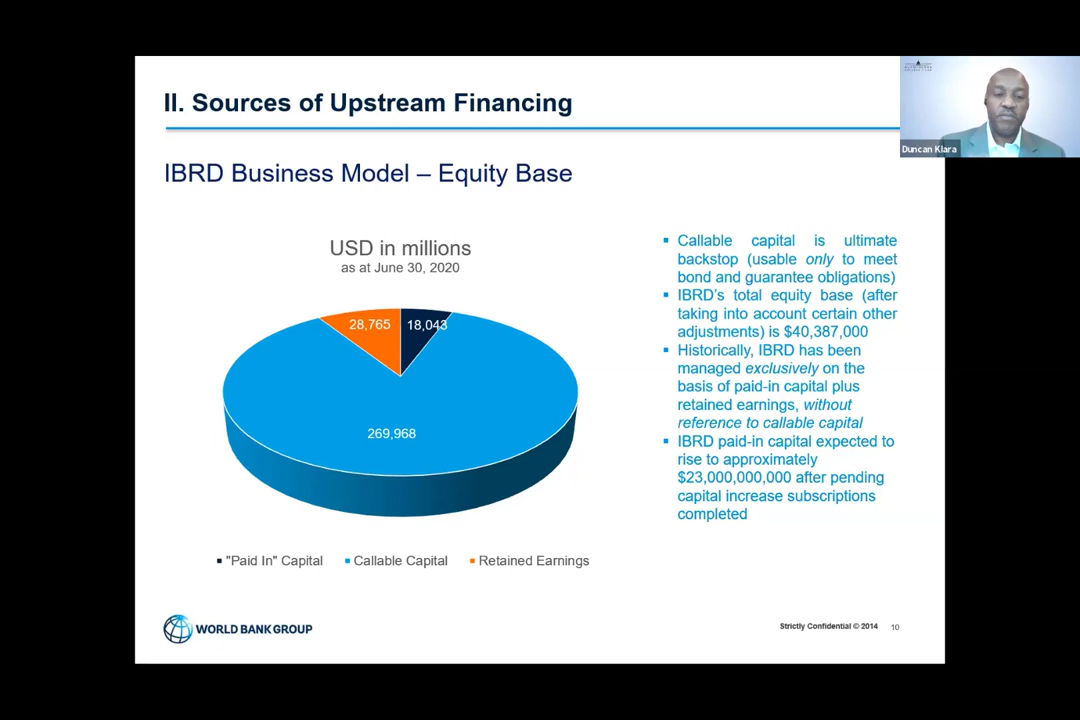 II. Sources of Upstream Financing
Duncan Kiara
IBRD Business Model – Equity Base
USD in millions
as at June 30, 2020
28,765
18,043
269,968
"Paid In" Capital
Callable Capital
Retained Earnings
▪ Callable capital is ultimate
backstop (usable only to meet
bond and guarantee obligations)
▪ IBRD's total equity base (after
taking into account certain other
adjustments) is $40,387,000
▪ Historically, IBRD has been
managed exclusively on the
basis of paid-in capital plus
retained earnings, without
reference to callable capital
▪ IBRD paid-in capital expected to
rise to approximately
$23,000,000,000 after pending
capital increase subscriptions
completed
WORLD BANK GROUP
Strictly Confidential © 2014
10